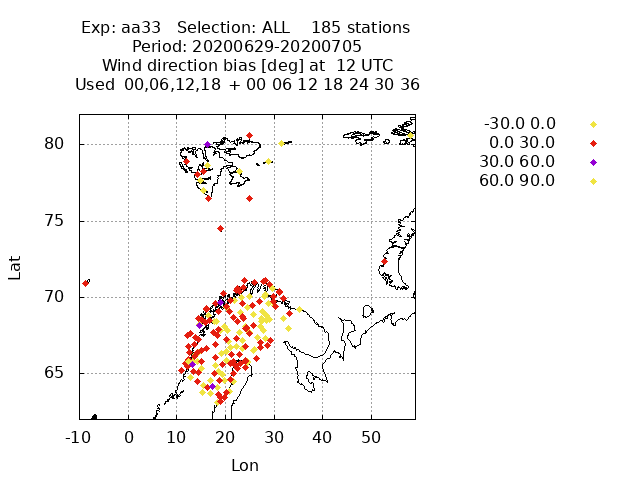 Exp: aa33 Selection: ALL 185 stations
Period: 20200629-20200705
Wind direction bias [deg] at 12 UTC
Used 00,06,12,18 + 00 06 12 18 24 30 36
-30.0 0.0
0.0 30.0
30.0 60.0
60.0 90.0
80
75
70
65
Lat
-10 0 10 20 30 40 50
Lon